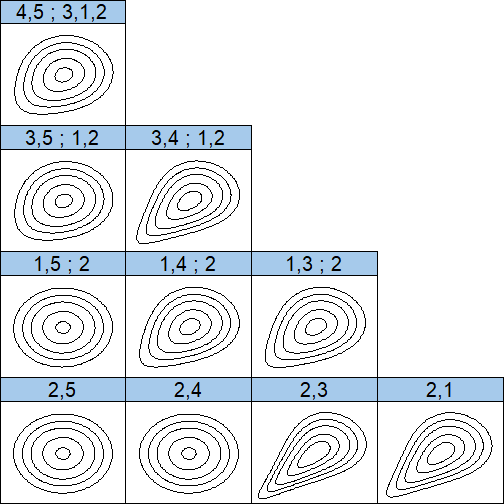 4,5 ; 3,1,2
3,5 ; 1,2
3,4 ; 1,2
1,5 ; 2
1,4 ; 2
1,3 ; 2
2,5
2,4
2,3
2,1